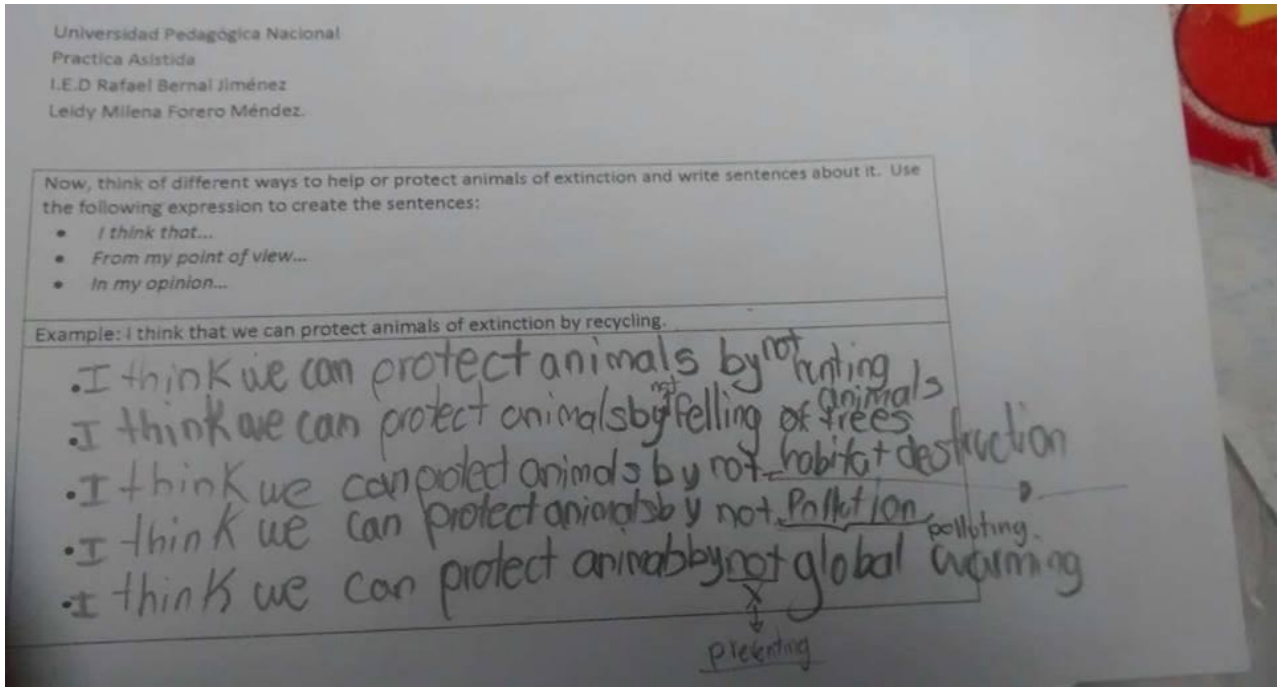 Universidad Pedagógica Nacional
Practica Asistida
I.E.D Rafael Bernal Jiménez
Leidy Milena Forero Méndez.
Now, think of different ways to help or protect animals of extinction and write sentences about it. Use
the following expression to create the sentences:
• I think that...
• From my point of view...
• In my opinion...
Example: I think that we can protect animals of extinction by recycling.
• I think we can protect animals by not hunting
animals
• I think we can protect animals by not felling of trees
• I think we can protect animals by not habitat destruction
• I think we can protect animals by not Pollution polluting.
• I think we can protect animals by not global warming
X
preventing